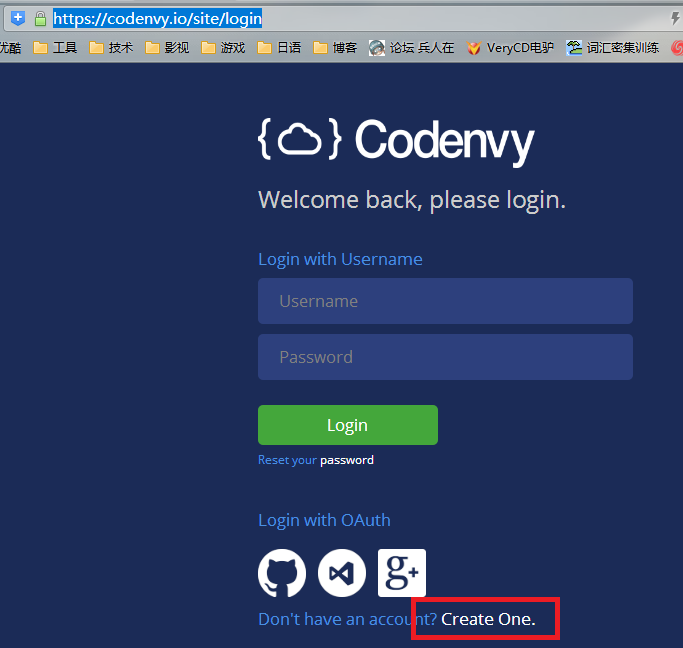 https://codenvy.io/site/login
优酷 工具 技术 影视 游戏 日语 博客 论坛 兵人在 VeryCD电驴 词汇密集训练
{ } Codenvy
Welcome back, please login.
Login with Username
Username
Password
Login
Reset your password
Login with OAuth
g+
Don't have an account? Create One.